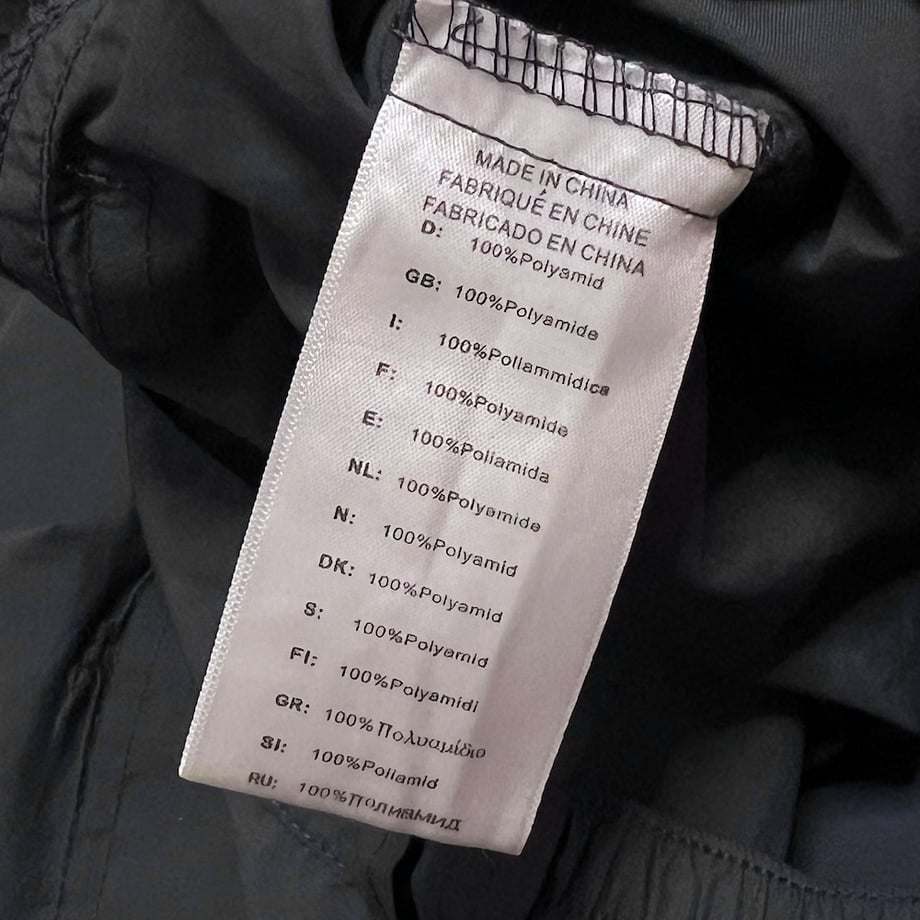 MADE IN CHINA
FABRIQUÉ EN CHINE
FABRICADO EN CHINA
D: 100%Polyamid
GB: 100%Polyamide
I: 100%Poliammidica
F: 100%Polyamide
E: 100%Poliamida
NL: 100%Polyamide
N: 100%Polyamid
DK: 100%Polyamid
S: 100%Polyamid
FI: 100%Polyamidi
GR: 100%Πολυαμίδιο
SI: 100%Poliamid
RU: 100%Полиамид